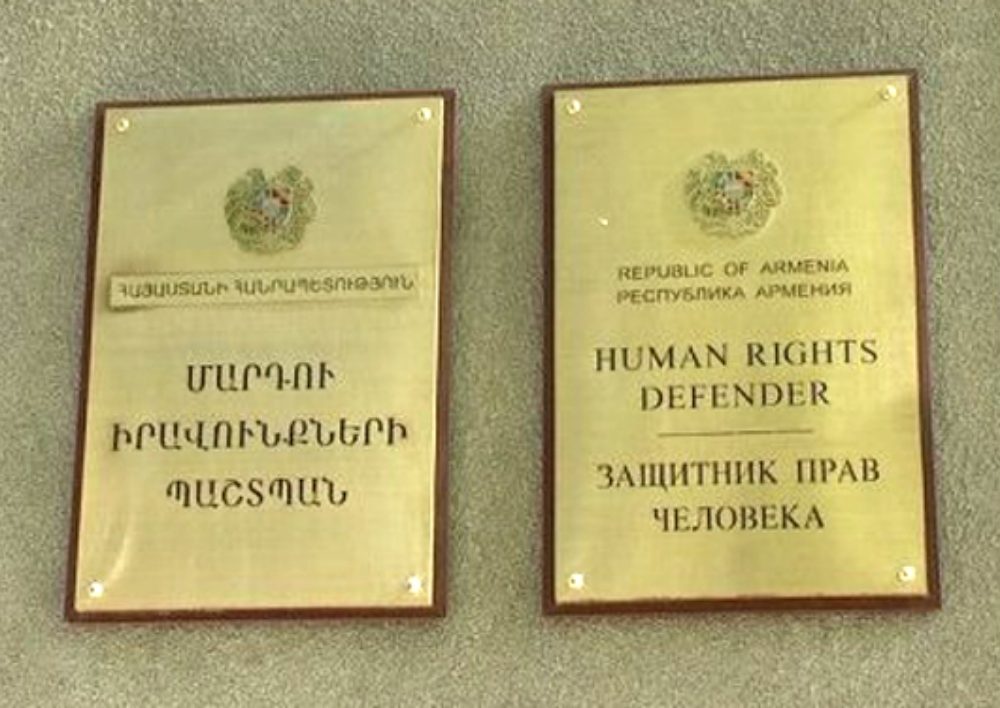 ՀԱՅԱՍՏԱՆԻ ՀԱՆՐԱՊԵՏՈՒԹՅՈՒՆ
ՄԱՐԴՈՒ
ԻՐԱՎՈՒՆՔՆԵՐԻ
ՊԱՇՏՊԱՆ
REPUBLIC OF ARMENIA
РЕСПУБЛИКА АРМЕНИЯ
HUMAN RIGHTS
DEFENDER
ЗАЩИТНИК ПРАВ
ЧЕЛОВЕКА